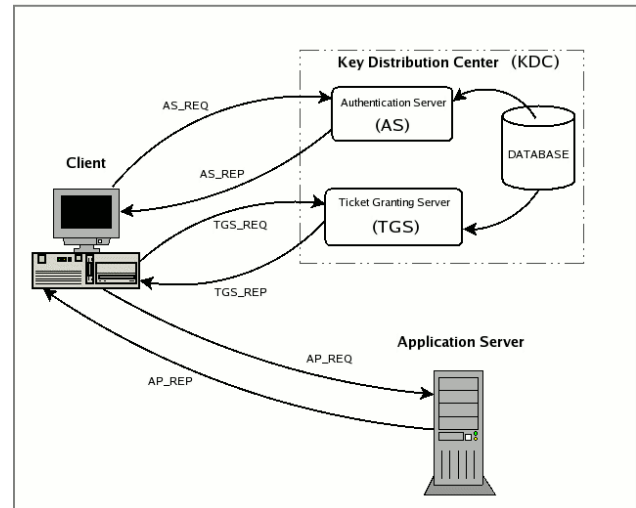 Key Distribution Center (KDC)
AS_REQ
Authentication Server
(AS)
Client
AS_REP
DATABASE
TGS_REQ
Ticket Granting Server
(TGS)
TGS_REP
Application Server
AP_REQ
AP_REP